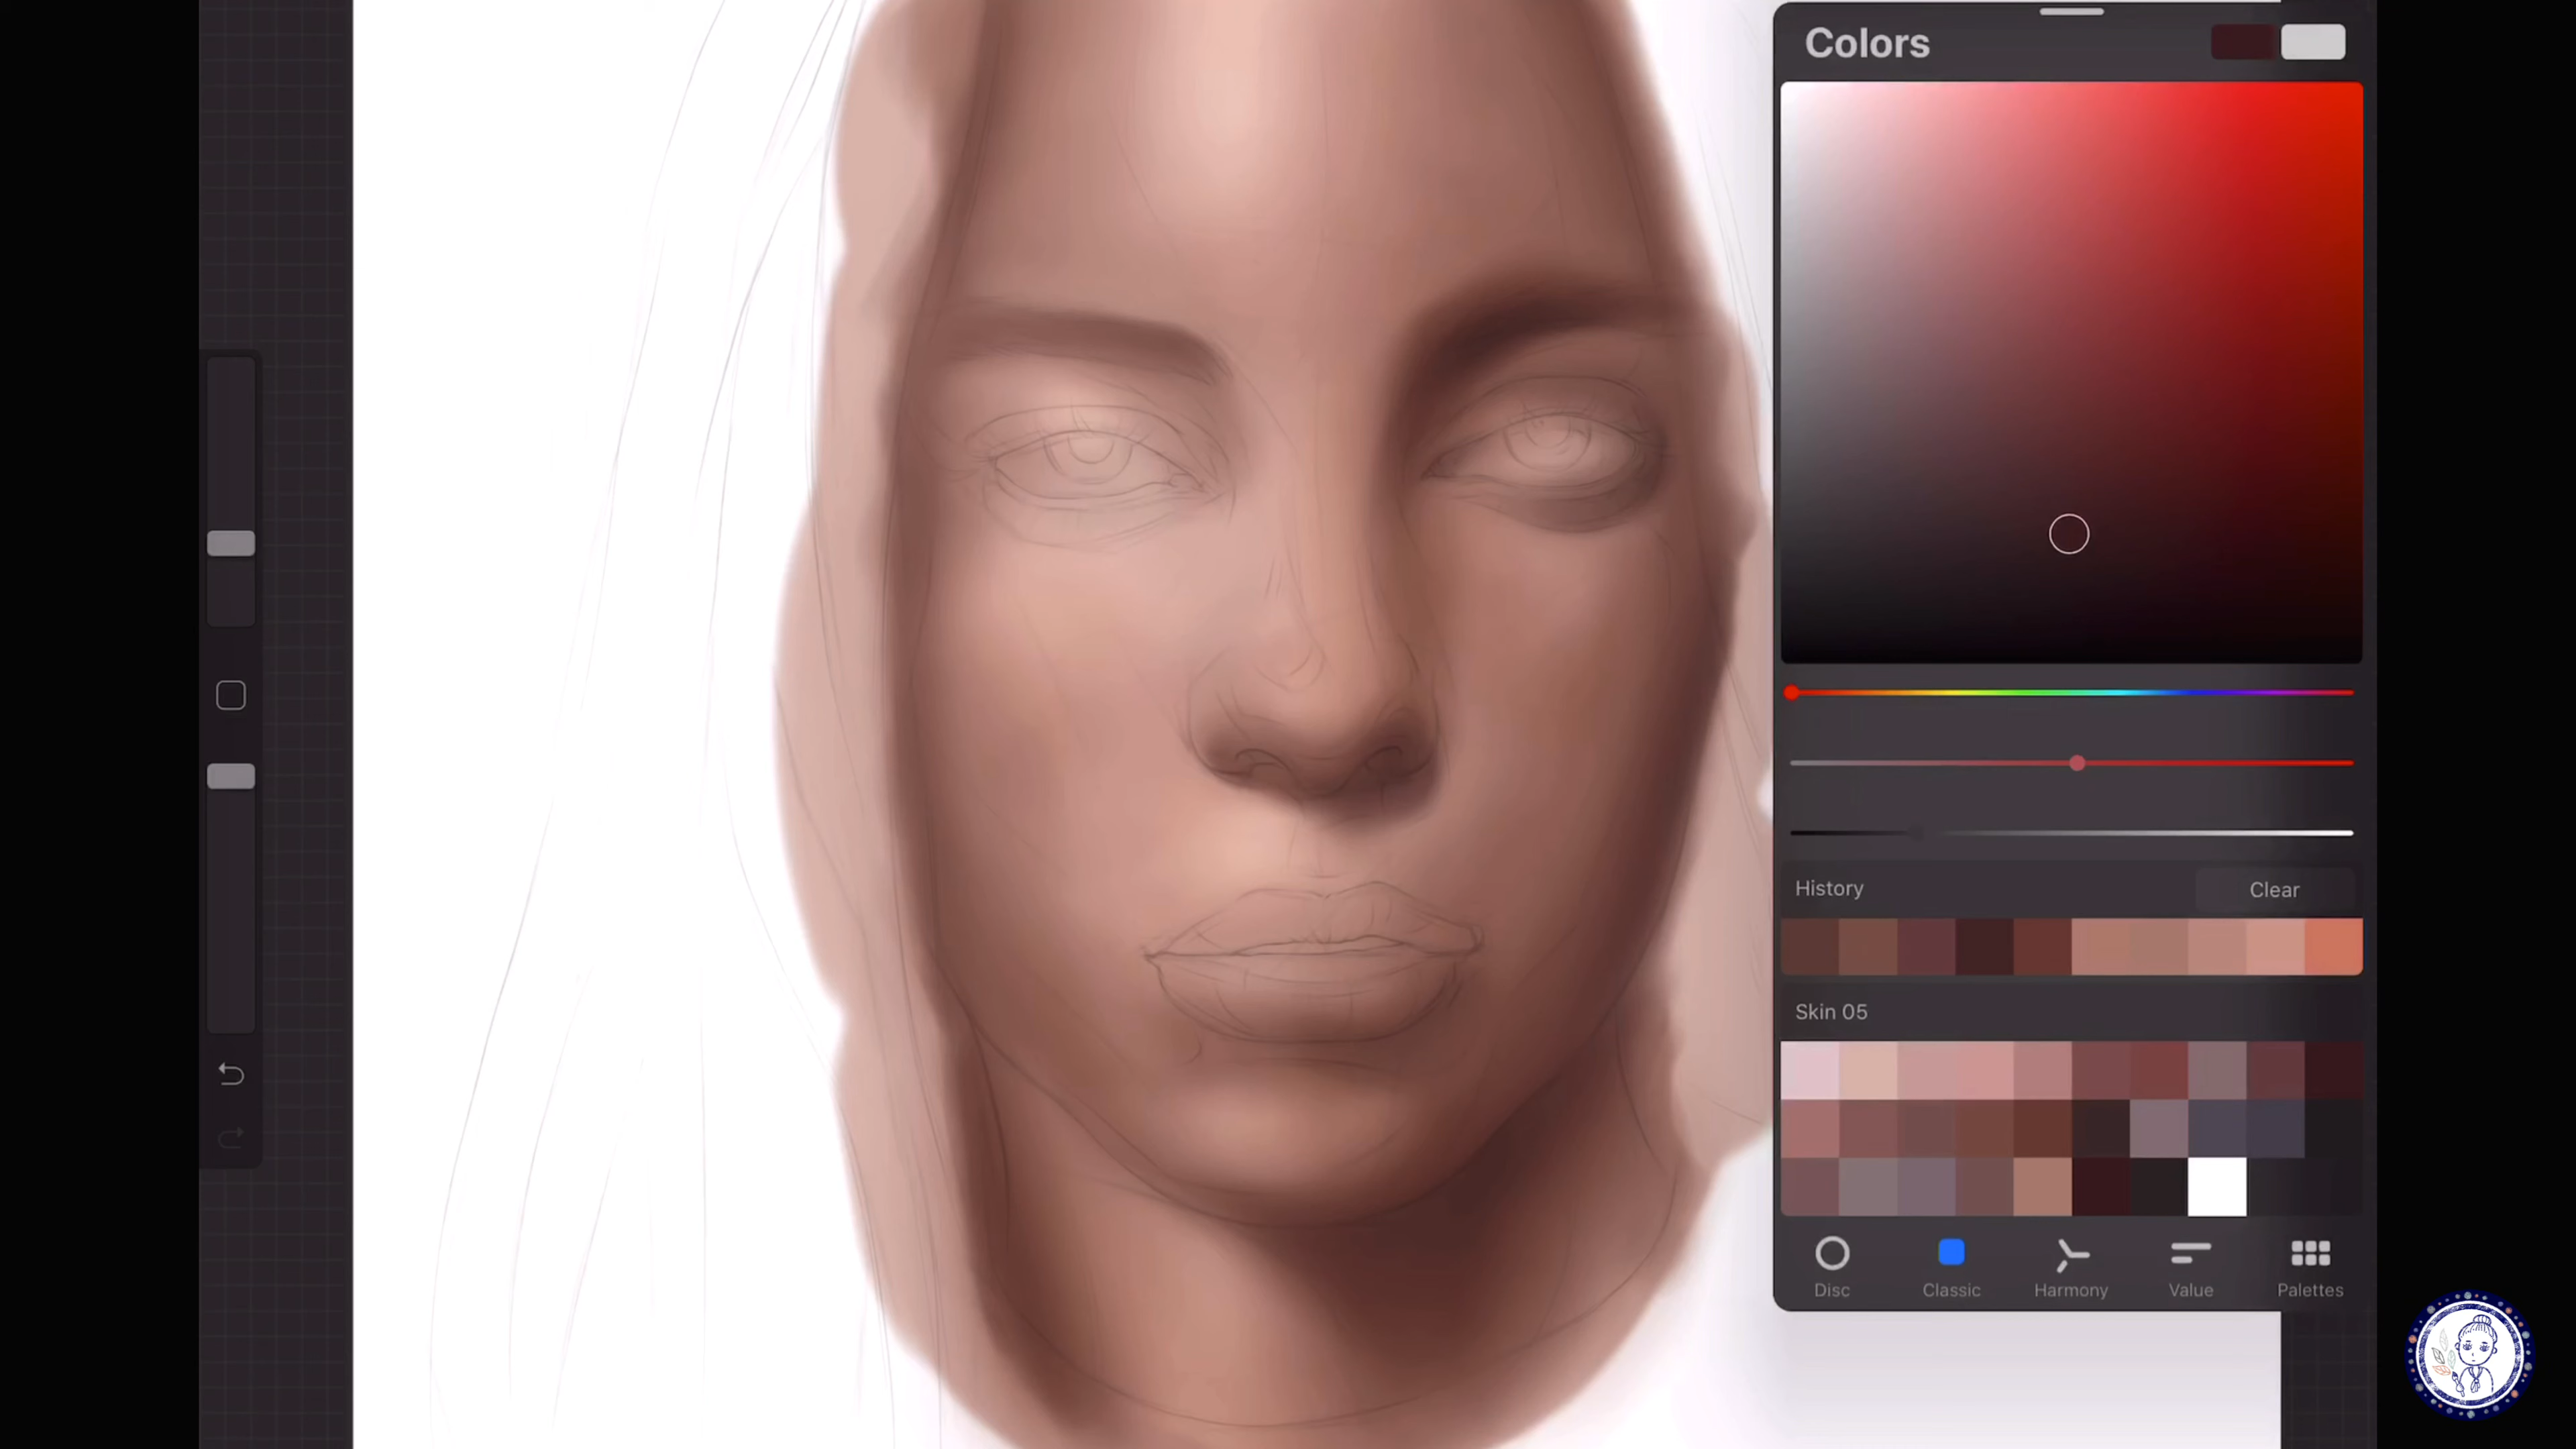 Colors
History
Clear
Skin 05
Disc
Classic
Harmony
Value
Palettes